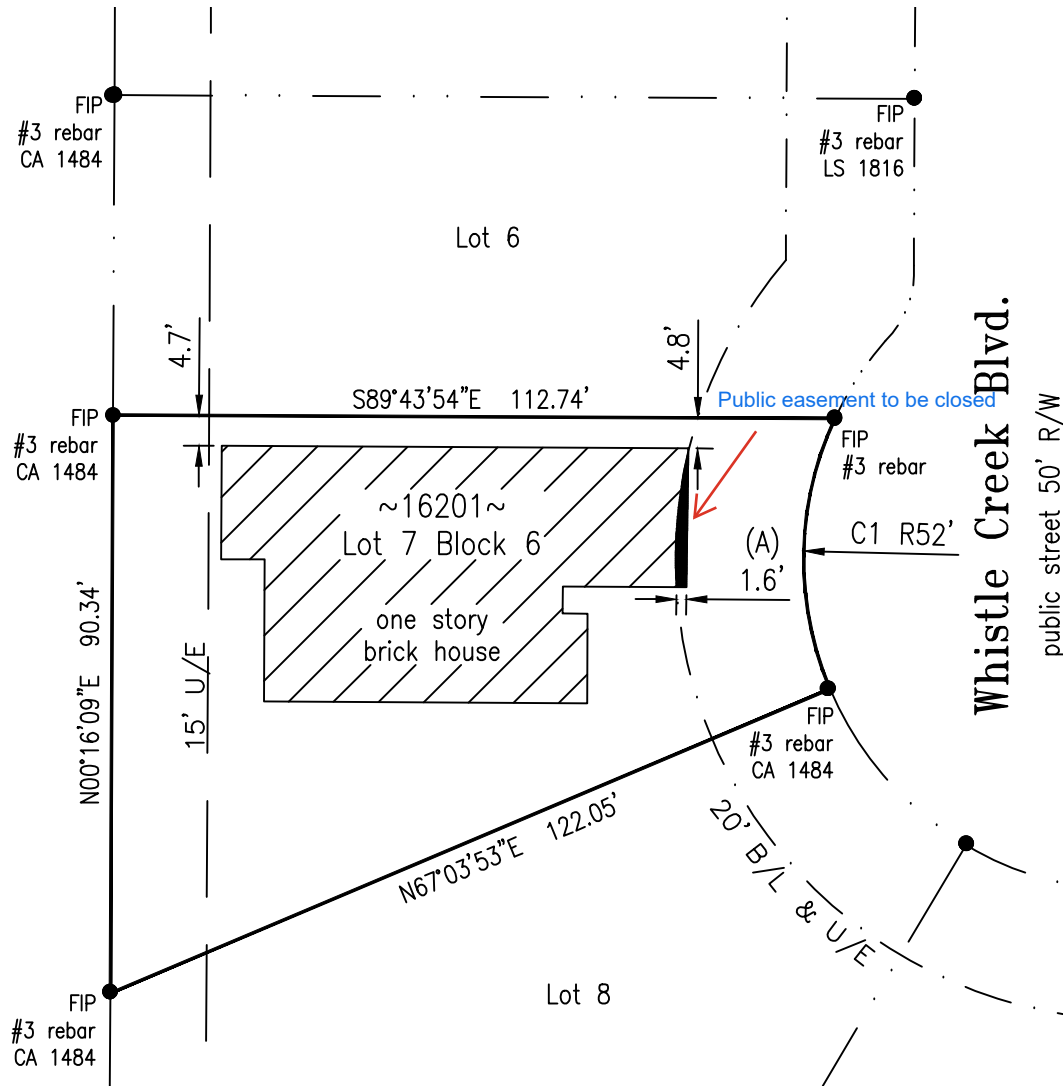 FIP
#3 rebar
CA 1484
FIP
#3 rebar
LS 1816
Lot 6
4.7'
4.8'
S89°43'54"E 112.74'
Public easement to be closed
FIP
#3 rebar
CA 1484
FIP
#3 rebar
~16201~
Lot 7 Block 6
one story
brick house
(A)
1.6'
C1 R52'
Whistle Creek Blvd.
public street 50' R/W
N00°16'09"E 90.34'
15' U/E
FIP
#3 rebar
CA 1484
N67°03'53"E 122.05'
20' B/L & U/E
Lot 8
FIP
#3 rebar
CA 1484